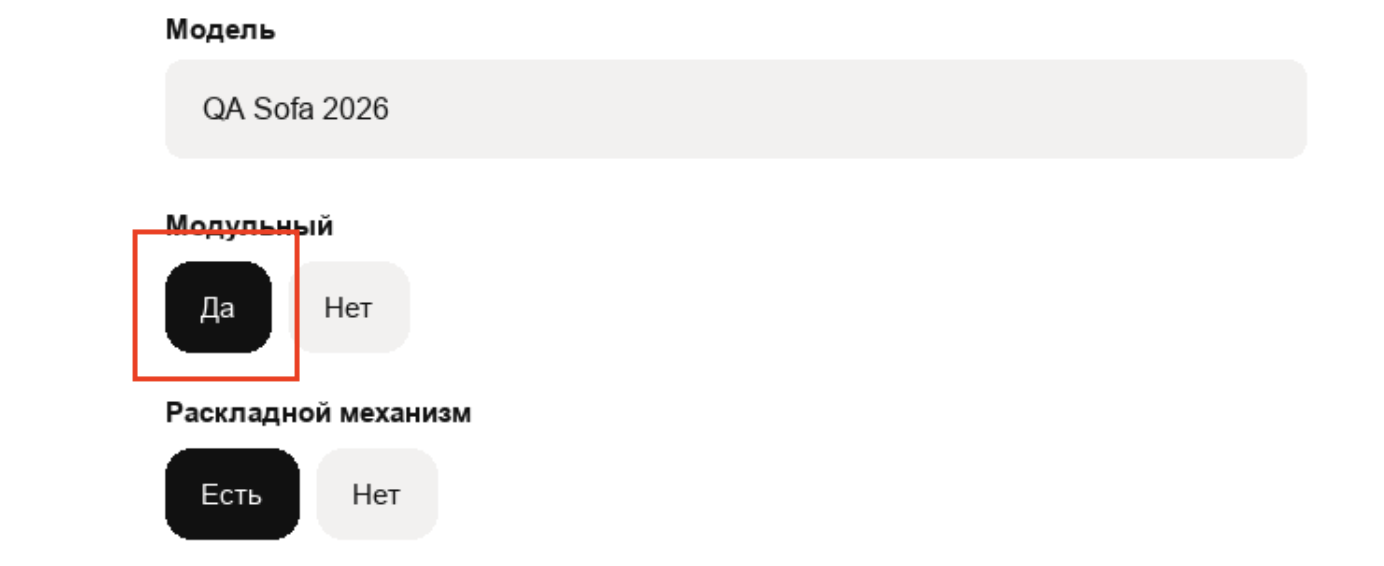 Модель
QA Sofa 2026
Модульный
Да Нет
Раскладной механизм
Есть Нет